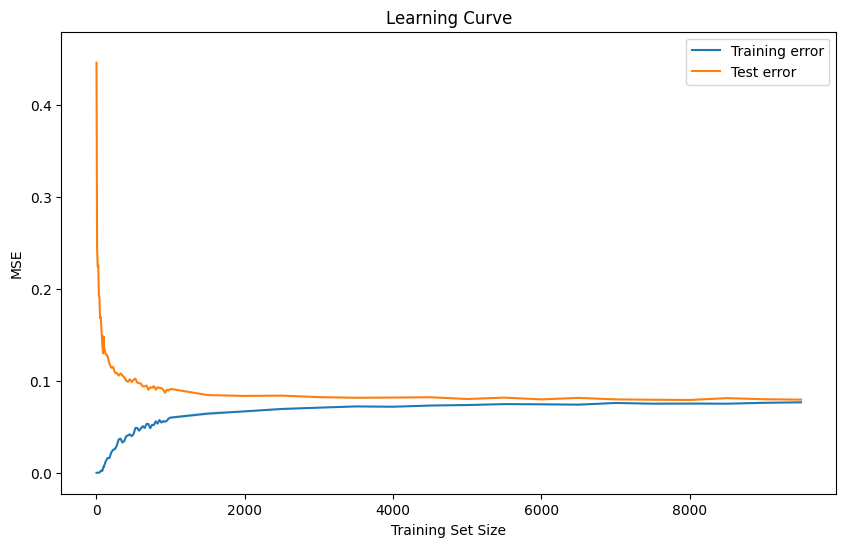 Learning Curve
Training error
Test error
MSE
0.4
0.3
0.2
0.1
0.0
0 2000 4000 6000 8000
Training Set Size